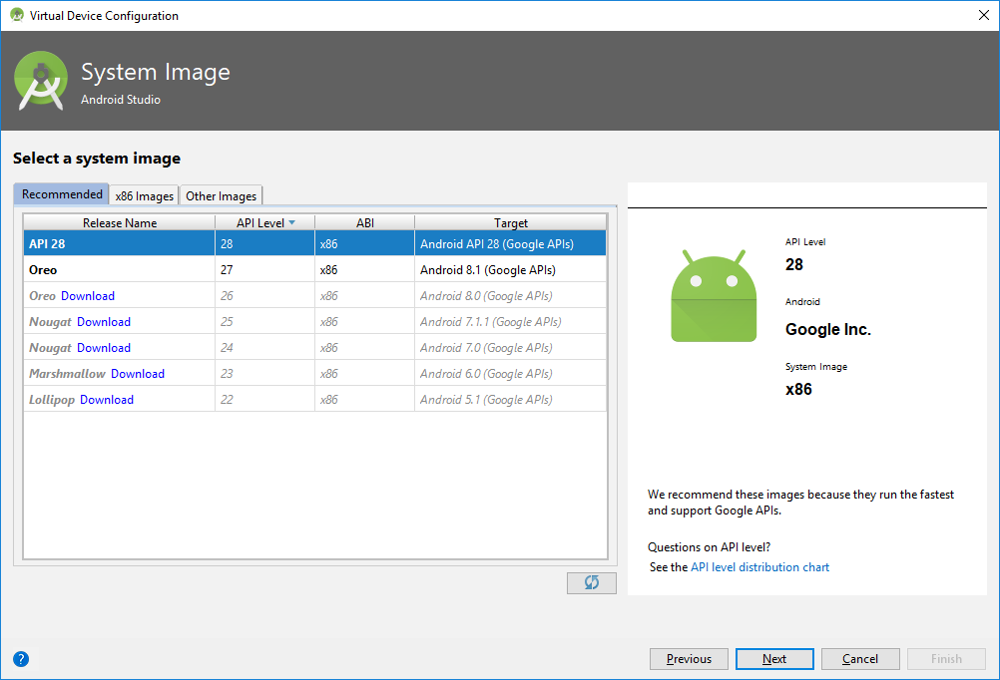 Virtual Device Configuration
System Image
Android Studio
Select a system image
Recommended x86 Images Other Images
Release Name API Level ABI Target
API 28 28 x86 Android API 28 (Google APIs)
Oreo 27 x86 Android 8.1 (Google APIs)
Oreo Download 26 x86 Android 8.0 (Google APIs)
Nougat Download 25 x86 Android 7.1.1 (Google APIs)
Nougat Download 24 x86 Android 7.0 (Google APIs)
Marshmallow Download 23 x86 Android 6.0 (Google APIs)
Lollipop Download 22 x86 Android 5.1 (Google APIs)
API Level
28
Android
Google Inc.
System Image
x86
We recommend these images because they run the fastest
and support Google APIs.
Questions on API level?
See the API level distribution chart
?
Previous Next Cancel Finish